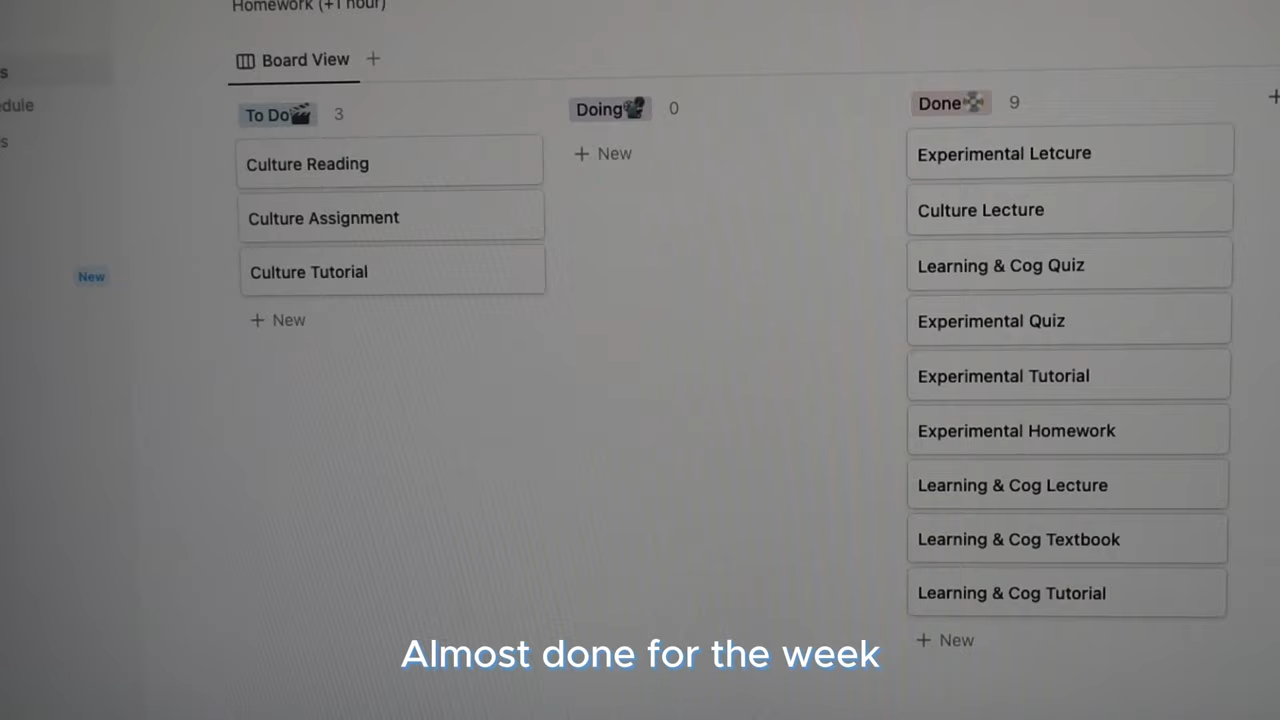 Homework (+1 hour)
Board View
s
edule
s
New
To Do 3
Culture Reading
Culture Assignment
Culture Tutorial
+ New
Doing 0
+ New
Done 9
Experimental Letcure
Culture Lecture
Learning & Cog Quiz
Experimental Quiz
Experimental Tutorial
Experimental Homework
Learning & Cog Lecture
Learning & Cog Textbook
Learning & Cog Tutorial
+ New
Almost done for the week